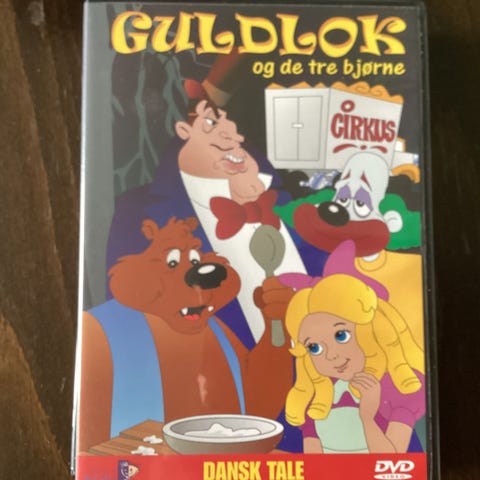 GULDLOK
og de tre bjørne
CIRKUS
DANSK TALE
DVD
VIDEO